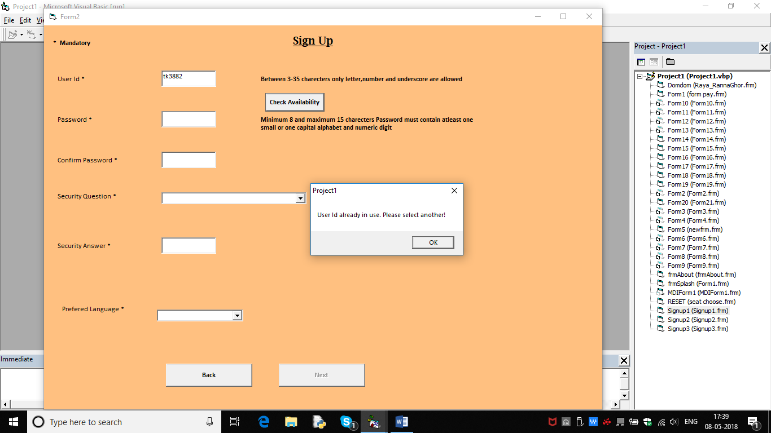 Project1 - Microsoft Visual Basic [run]
File Edit
Form2
* Mandatory
Sign Up
User Id *
tk3882
Between 3-35 charecters only letter,number and underscore are allowed
Check Availability
Password *
Minimum 8 and maximum 15 charecters Password must contain atleast one
small or one capital alphabet and numeric digit
Confirm Password *
Security Question *
Project1
User Id already in use. Please select another!
OK
Security Answer *
Prefered Language *
Back
Next
Immediate
Project - Project1
Project1 (Project1.vbp)
Domdom (Raya_RannaGhor.frm)
Form1 (form pay.frm)
Form10 (Form10.frm)
Form11 (Form11.frm)
Form12 (Form12.frm)
Form13 (Form13.frm)
Form14 (Form14.frm)
Form15 (Form15.frm)
Form16 (Form16.frm)
Form17 (Form17.frm)
Form18 (Form18.frm)
Form19 (Form19.frm)
Form2 (Form2.frm)
Form20 (Form21.frm)
Form3 (Form3.frm)
Form4 (Form4.frm)
Form5 (newfrm.frm)
Form6 (Form6.frm)
Form7 (Form7.frm)
Form8 (Form8.frm)
Form9 (Form9.frm)
frmAbout (frmAbout.frm)
frmSplash (Form1.frm)
MDIForm1 (MDIForm1.frm)
RESET (seat choose.frm)
Signup1 (Signup1.frm)
Signup2 (Signup2.frm)
Signup3 (Signup3.frm)
Type here to search
ENG
17:39
08-05-2018